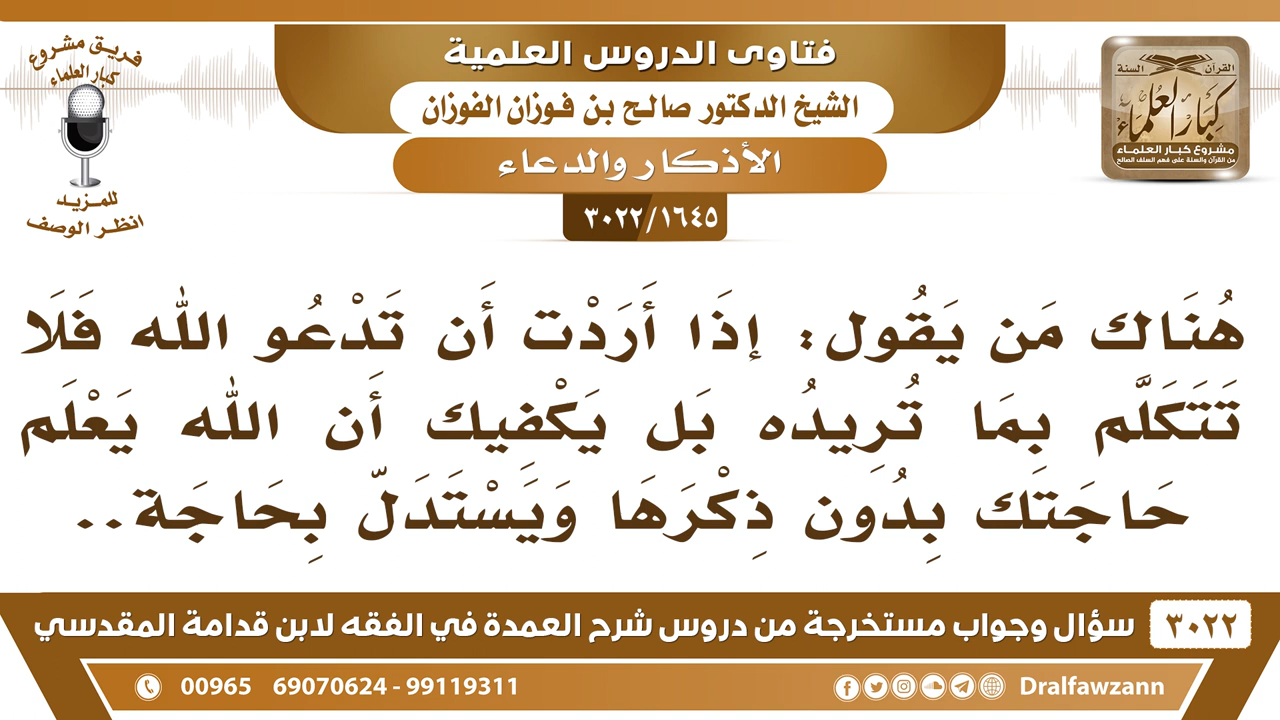 فتاوى الدروس العلمية
الشيخ الدكتور صالح بن فوزان الفوزان
الأذكار والدعاء
٣٠٢٢/١٦٤٥
فريق مشروع
كبار العلماء
للمزيد
انظر الوصف
القرآن السنة
كبار العلماء
مشروع كبار العلماء
من القرآن والسنة على فهم السلف الصالح
هُنَاك مَن يَقُول: إِذَا أَرَدْت أَن تَدْعُو الله فَلَا
تَتَكَلَّم بِمَا تُرِيدُه بَل يَكْفِيك أَن الله يَعْلَم
حَاجَتَك بِدُون ذِكْرَهَا وَيَسْتَدَلّ بِحَاجَة..
٣٠٢٢ سؤال وجواب مستخرجة من دروس شرح العمدة في الفقه لابن قدامة المقدسي
00965 69070624 - 99119311
Dralfawzann